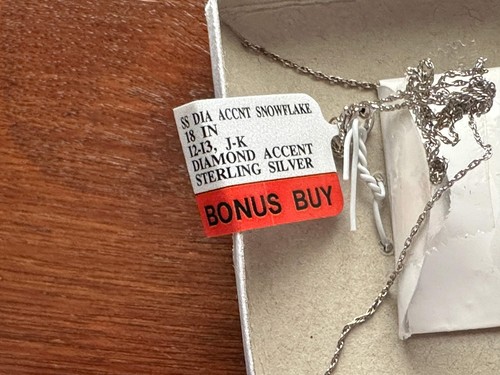 SS DIA ACCNT SNOWFLAKE
18 IN
12-13, J-K
DIAMOND ACCENT
STERLING SILVER
BONUS BUY